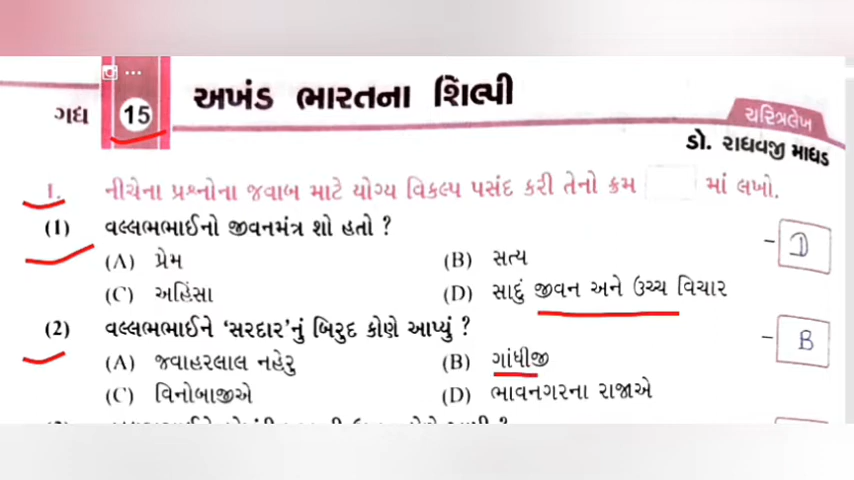 ગદ્ય 15 અખંડ ભારતના શિલ્પી
ચરિત્રલેખ
ડો. રાઘવજી માધડ
1. નીચેના પ્રશ્નોના જવાબ માટે યોગ્ય વિકલ્પ પસંદ કરી તેનો ક્રમ માં લખો.
(1) વલ્લભભાઈનો જીવનમંત્ર શો હતો ? – D
(A) પ્રેમ (B) સત્ય
(C) અહિંસા (D) સાદું જીવન અને ઉચ્ચ વિચાર
(2) વલ્લભભાઈને ‘સરદાર’નું બિરુદ કોણે આપ્યું ? – B
(A) જવાહરલાલ નહેરુ (B) ગાંધીજી
(C) વિનોબાજીએ (D) ભાવનગરના રાજાએ